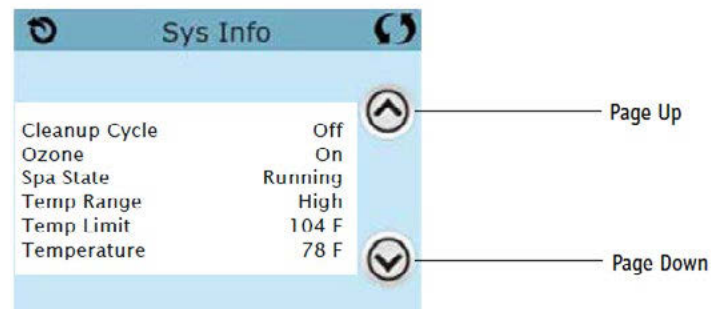 Sys Info
Page Up
Cleanup Cycle Off
Ozone On
Spa State Running
Temp Range High
Temp Limit 104 F
Temperature 78 F
Page Down